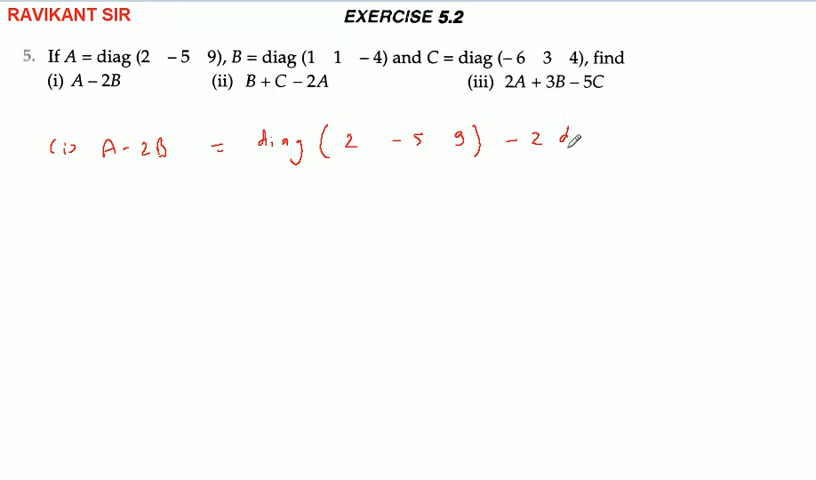 RAVIKANT SIR
EXERCISE 5.2
5. If A = diag (2 −5 9), B = diag (1 1 −4) and C = diag (−6 3 4), find
(i) A − 2B (ii) B + C − 2A (iii) 2A + 3B − 5C
(i) A - 2B = diag ( 2 - 5 9 ) - 2 d